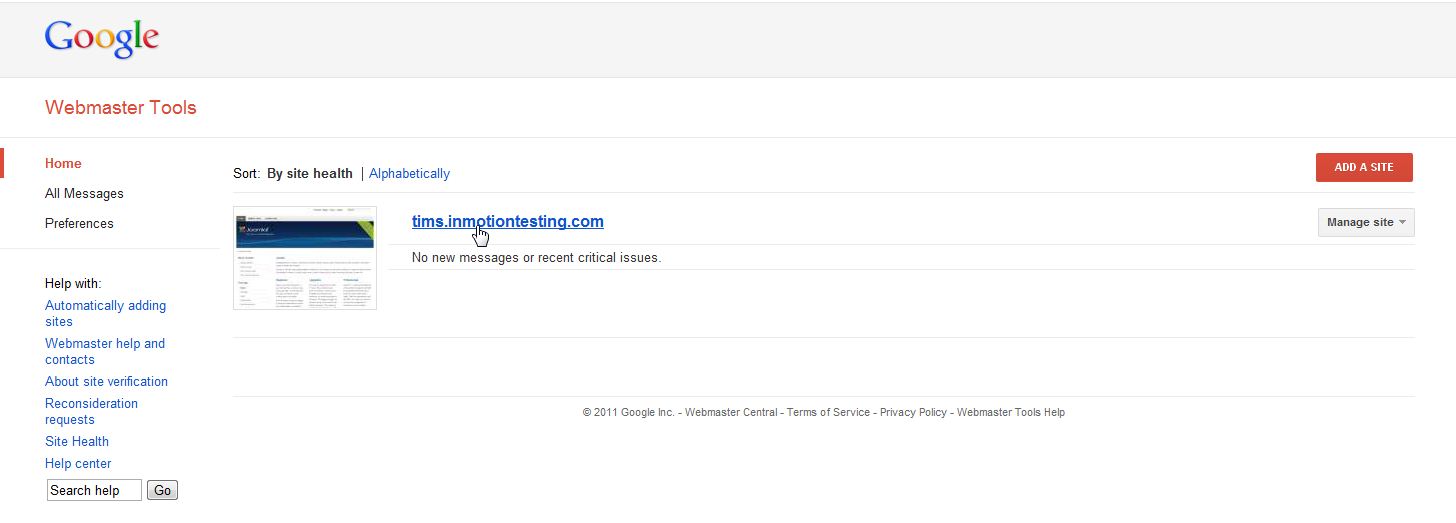 Google
Webmaster Tools
Home
All Messages
Preferences
Help with:
Automatically adding
sites
Webmaster help and
contacts
About site verification
Reconsideration
requests
Site Health
Help center
Search help Go
Sort: By site health | Alphabetically
ADD A SITE
Joomla!
tims.inmotiontesting.com
Manage site
No new messages or recent critical issues.
© 2011 Google Inc. - Webmaster Central - Terms of Service - Privacy Policy - Webmaster Tools Help